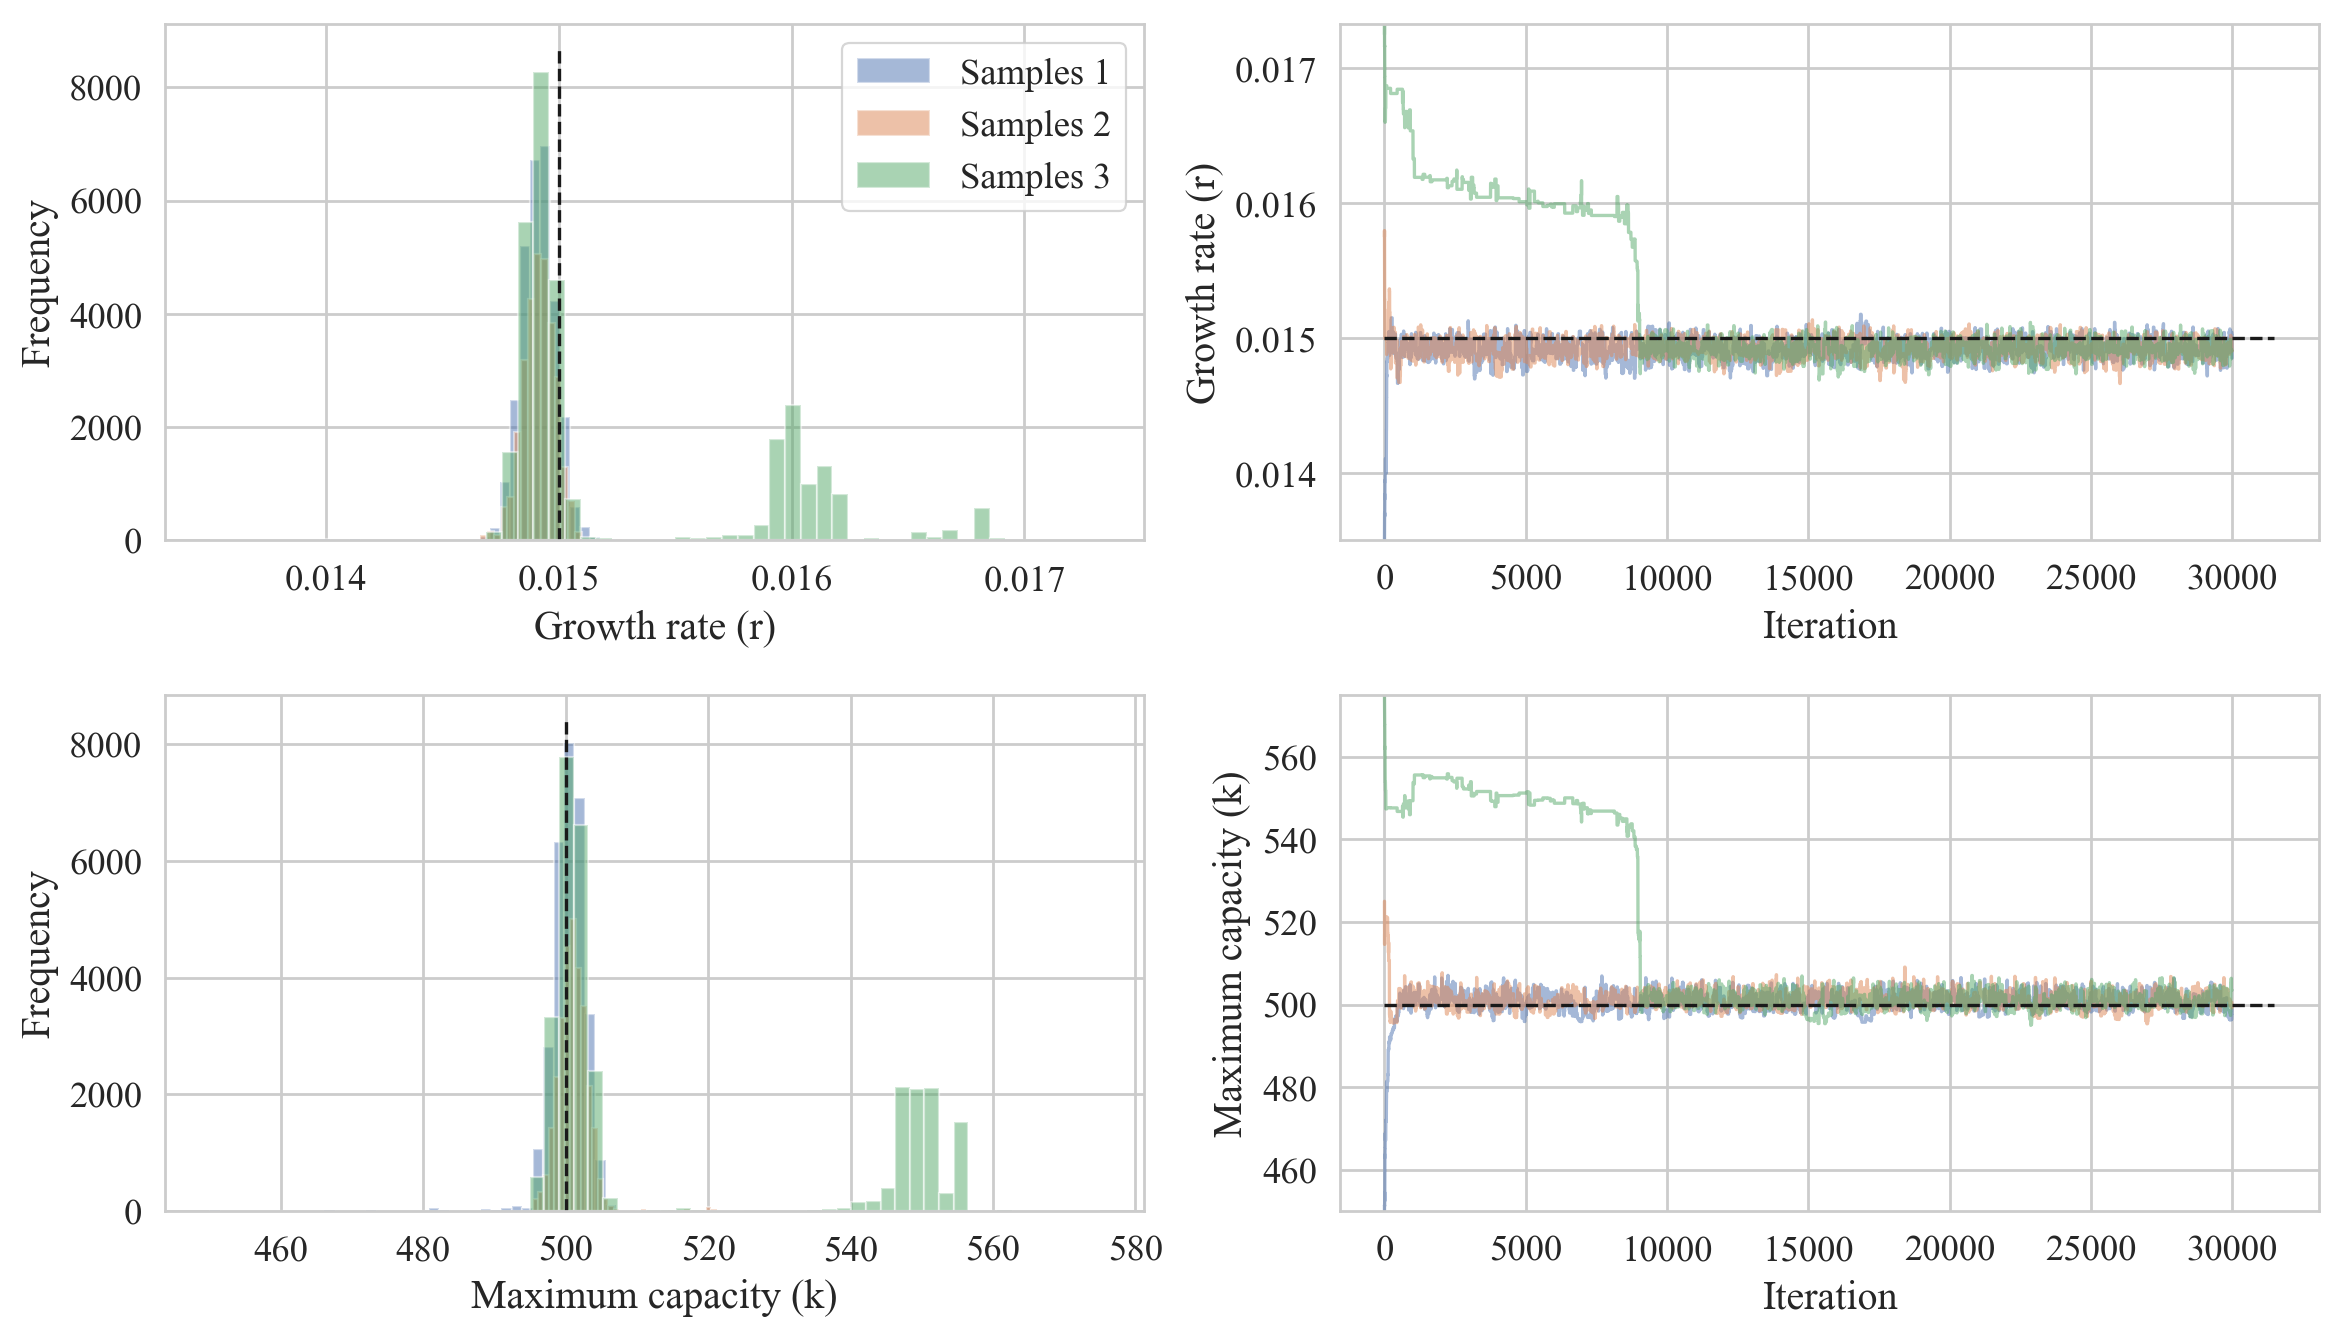 Samples 1
Samples 2
Samples 3
8000
6000
4000
2000
0
Frequency
0.014 0.015 0.016 0.017
Growth rate (r)
0.017
0.016
0.015
0.014
Growth rate (r)
0 5000 10000 15000 20000 25000 30000
Iteration
8000
6000
4000
2000
0
Frequency
460 480 500 520 540 560 580
Maximum capacity (k)
560
540
520
500
480
460
Maximum capacity (k)
0 5000 10000 15000 20000 25000 30000
Iteration